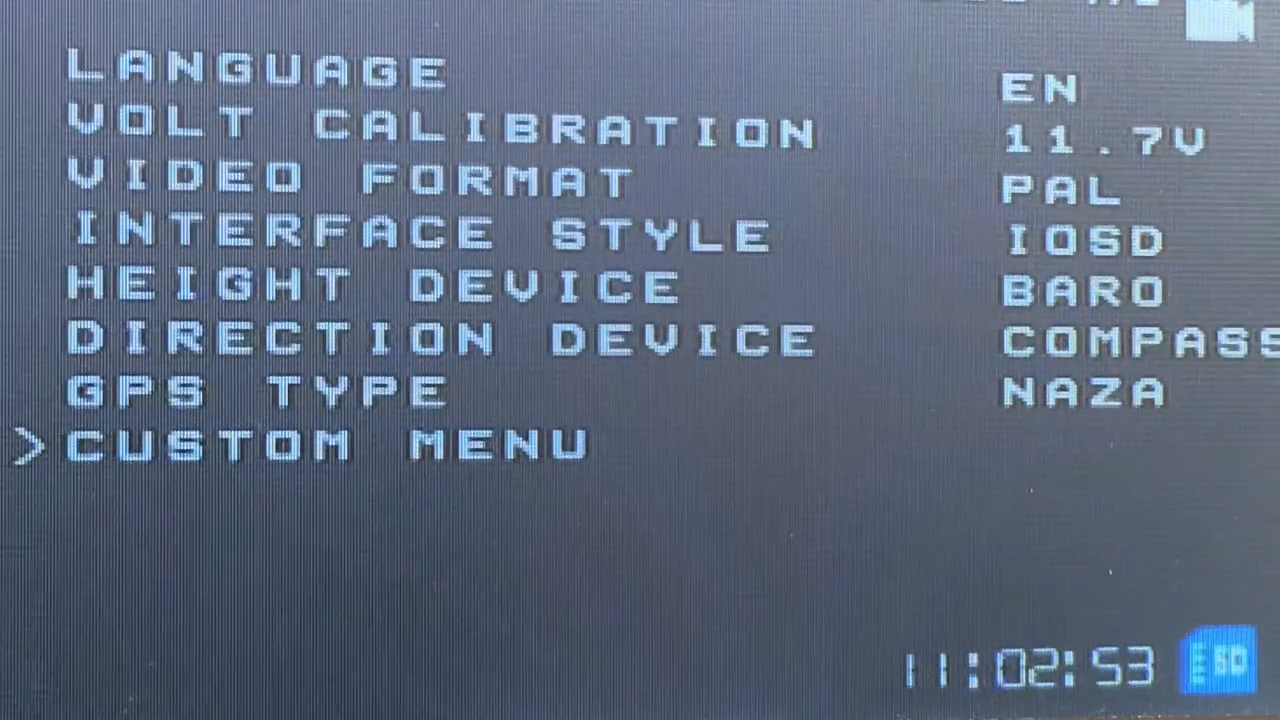 LANGUAGE EN
VOLT CALIBRATION 11.7V
VIDEO FORMAT PAL
INTERFACE STYLE IOSD
HEIGHT DEVICE BARO
DIRECTION DEVICE COMPASS
GPS TYPE NAZA
>CUSTOM MENU
11:02:53 SD